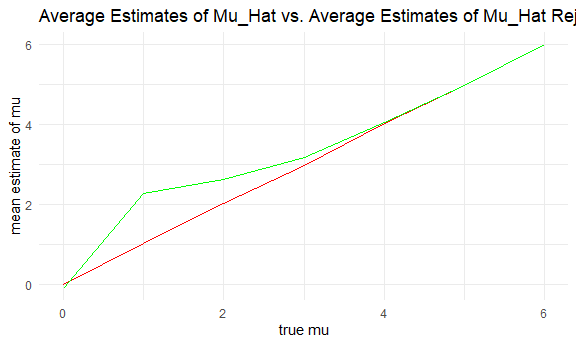 Average Estimates of Mu_Hat vs. Average Estimates of Mu_Hat Rej
6
4
2
0
mean estimate of mu
0
2
4
6
true mu